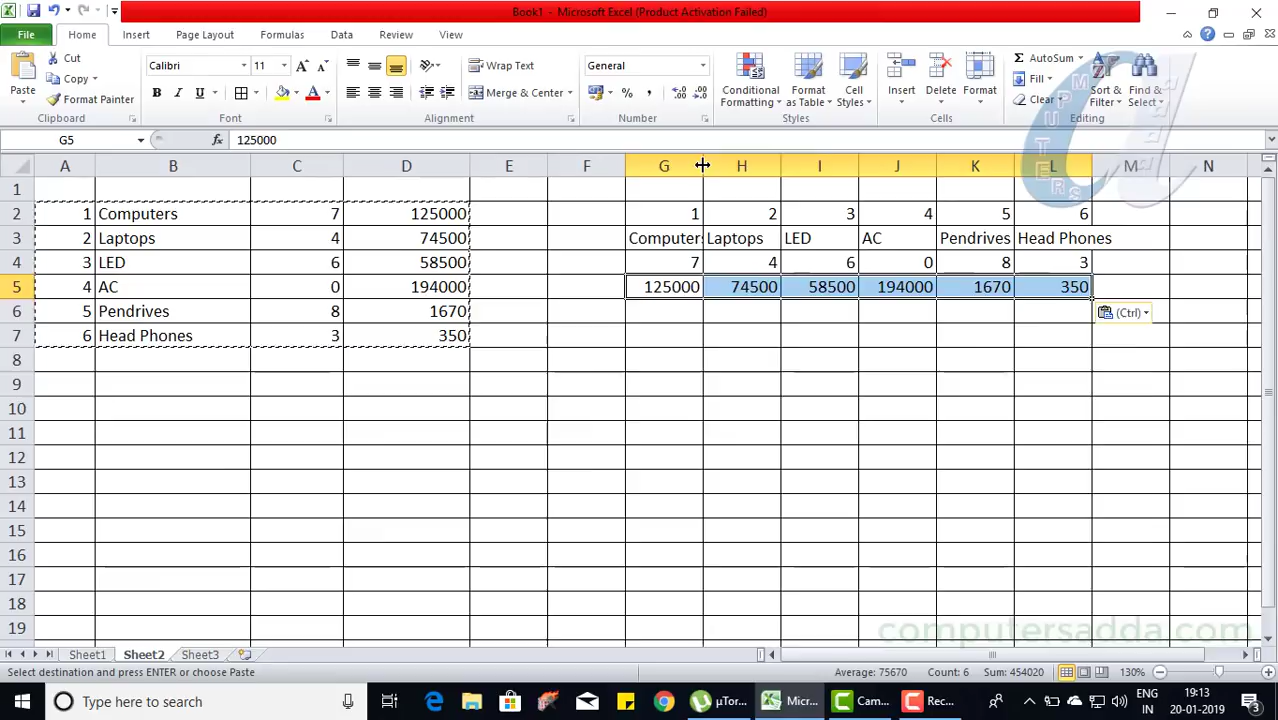 Book1 - Microsoft Excel (Product Activation Failed)
File Home Insert Page Layout Formulas Data Review View
Paste
Cut
Copy
Format Painter
Clipboard
Calibri 11
B I U
Font
Wrap Text
Merge & Center
Alignment
General
% ,
Number
Conditional Formatting
Format as Table
Cell Styles
Styles
Insert Delete Format
Cells
AutoSum
Fill
Clear
Sort & Filter
Find & Select
Editing
G5 fx 125000
A B C D E F G H I J K L M N
1
2 1 Computers 7 125000 1 2 3 4 5 6
3 2 Laptops 4 74500 Computers Laptops LED AC Pendrives Head Phones
4 3 LED 6 58500 7 4 6 0 8 3
5 4 AC 0 194000 125000 74500 58500 194000 1670 350
6 5 Pendrives 8 1670 (Ctrl)
7 6 Head Phones 3 350
8
9
10
11
12
13
14
15
16
17
18
19
computersadda.com
Sheet1 Sheet2 Sheet3
Select destination and press ENTER or choose Paste Average: 75670 Count: 6 Sum: 454020 130%
Type here to search µTor... Micr... Cam... Rec... ENG IN 19:13 20-01-2019 3